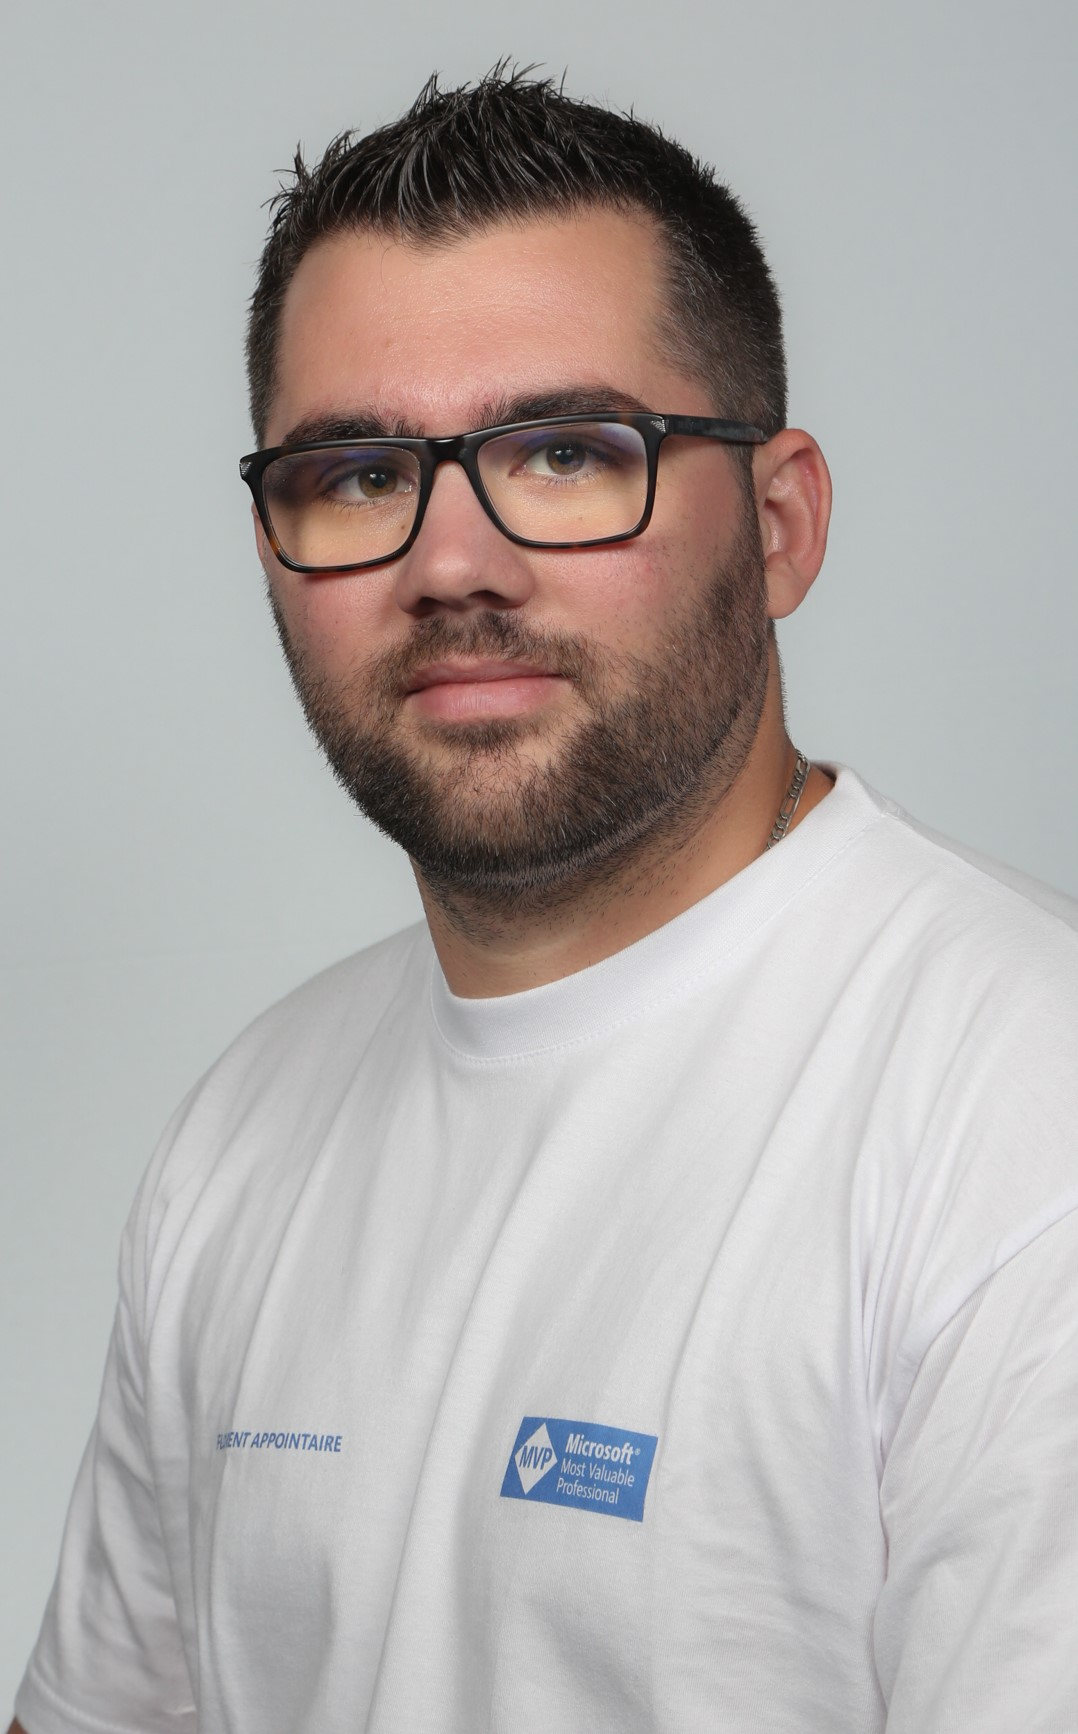 APPOINTAIRE
MVP
Microsoft®
Most Valuable
Professional